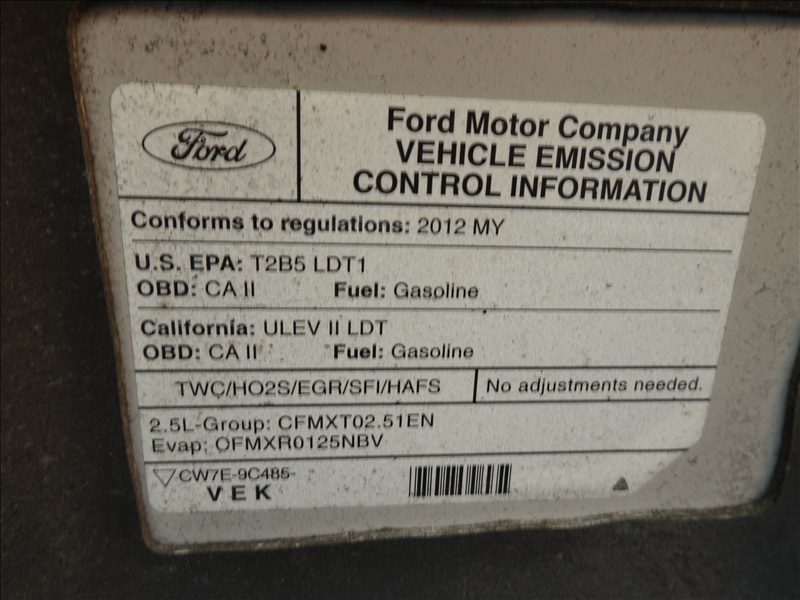 Ford
Ford Motor Company
VEHICLE EMISSION
CONTROL INFORMATION
Conforms to regulations: 2012 MY
U.S. EPA: T2B5 LDT1
OBD: CA II Fuel: Gasoline
California: ULEV II LDT
OBD: CA II Fuel: Gasoline
TWC/HO2S/EGR/SFI/HAFS
No adjustments needed.
2.5L-Group: CFMXT02.51EN
Evap: CFMXR0125NBV
CW7E-9C485-
VEK